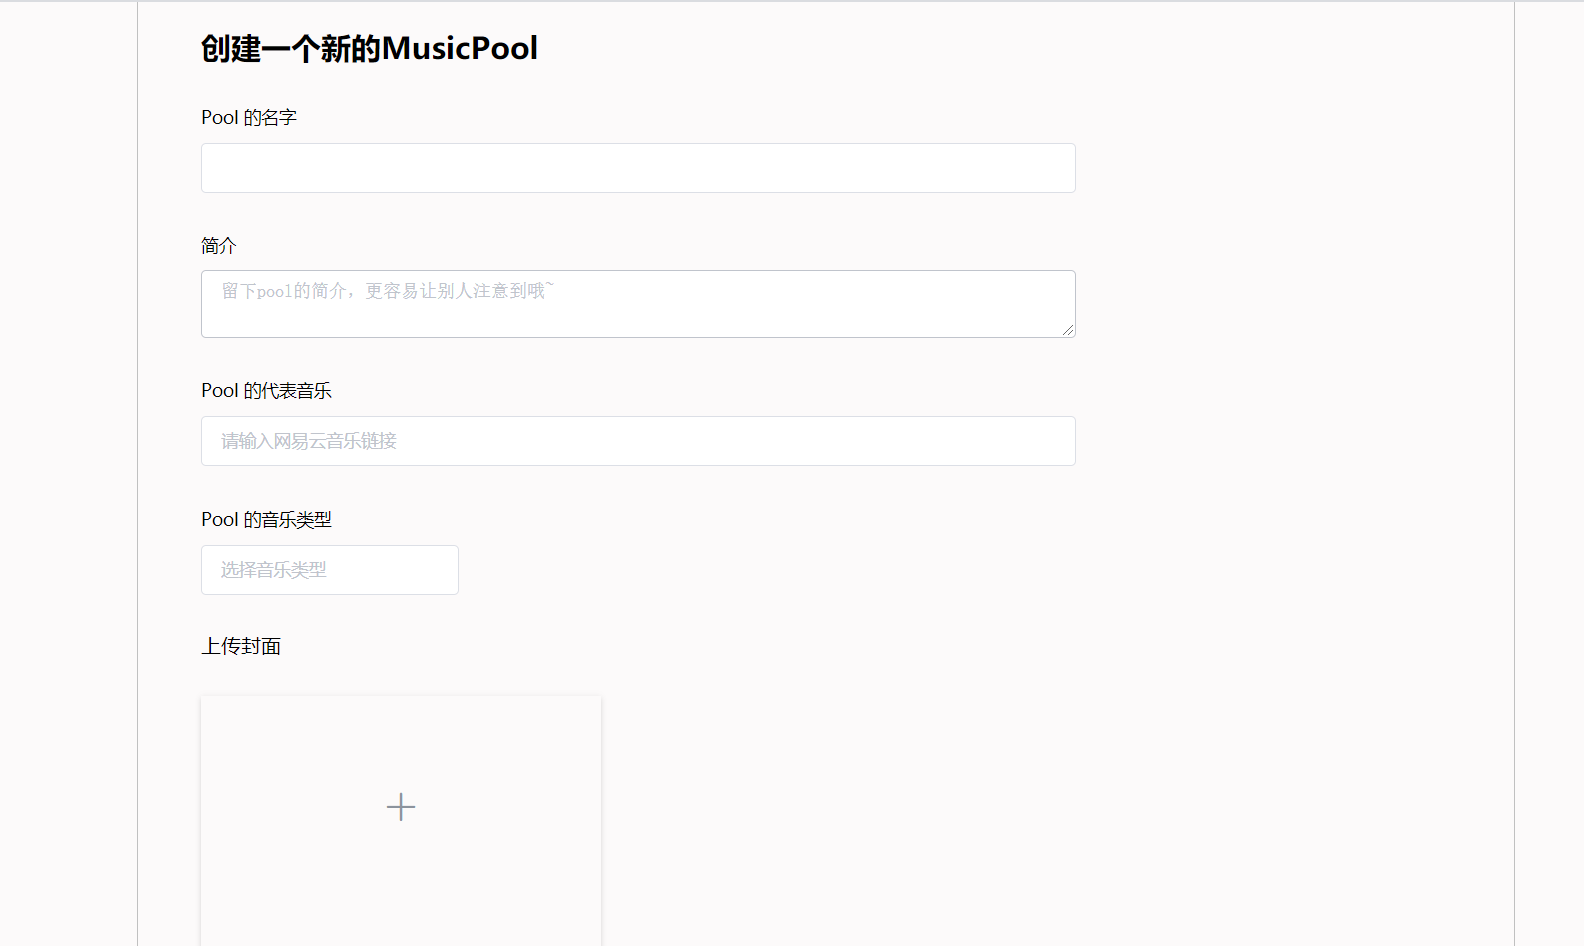 创建一个新的MusicPool
Pool 的名字
简介
留下pool的简介，更容易让别人注意到哦~
Pool 的代表音乐
请输入网易云音乐链接
Pool 的音乐类型
选择音乐类型
上传封面